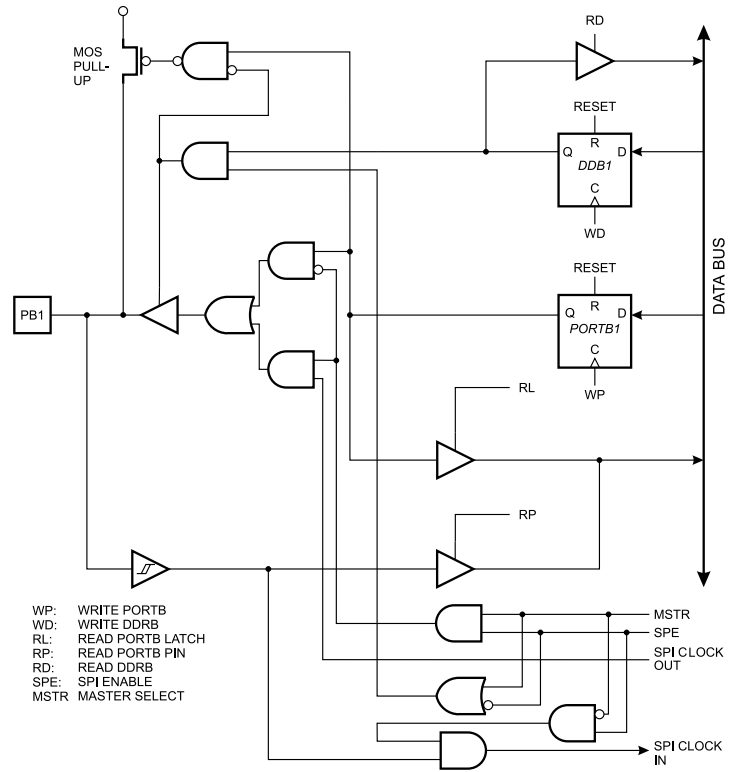 RD
MOS
PULL-
UP
RESET
R
Q
D
DDB1
C
WD
RESET
R
Q
D
PORTB1
C
WP
DATA BUS
PB1
RL
RP
WP: WRITE PORTB
WD: WRITE DDRB
RL: READ PORTB LATCH
RP: READ PORTB PIN
RD: READ DDRB
SPE: SPI ENABLE
MSTR MASTER SELECT
MSTR
SPE
SPI CLOCK
OUT
SPI CLOCK
IN